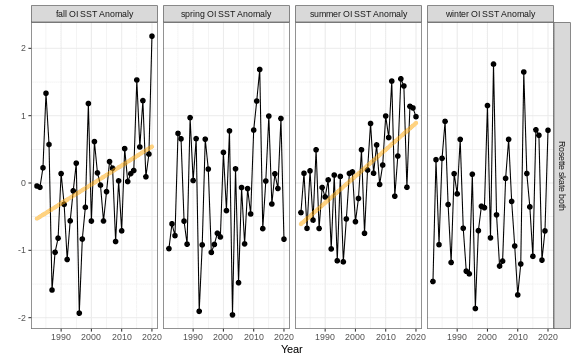 fall OI SST Anomaly
spring OI SST Anomaly
summer OI SST Anomaly
winter OI SST Anomaly
Rosette skate both
2
1
0
-1
-2
1990 2000 2010 2020
1990 2000 2010 2020
1990 2000 2010 2020
1990 2000 2010 2020
Year